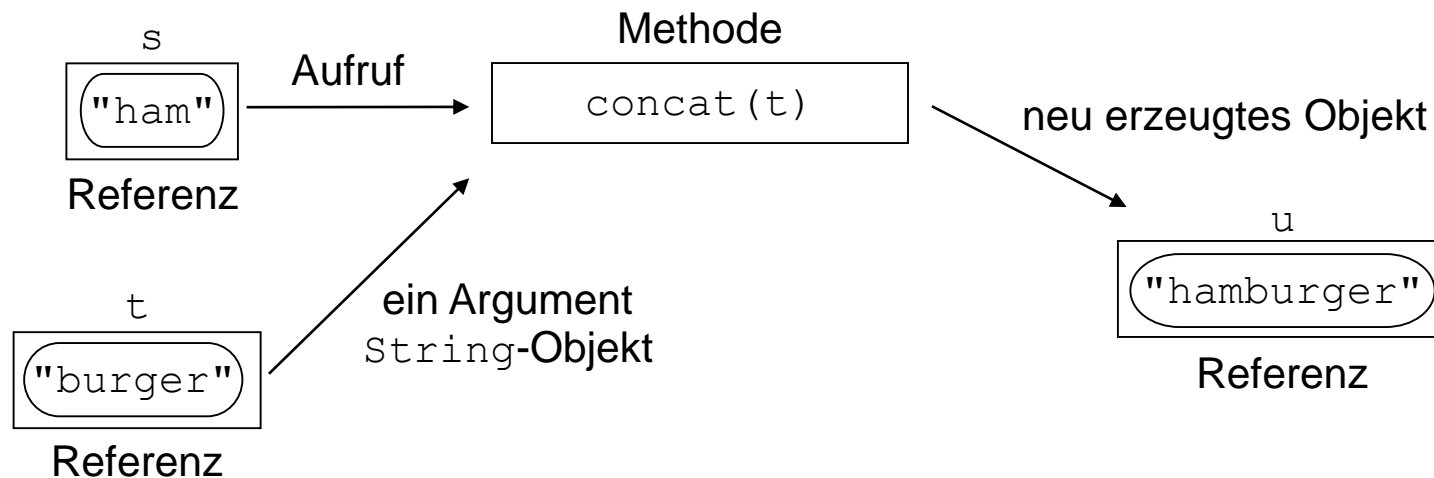 s
"ham"
Referenz
Aufruf
Methode
concat(t)
t
"burger"
Referenz
ein Argument
String-Objekt
neu erzeugtes Objekt
u
"hamburger"
Referenz